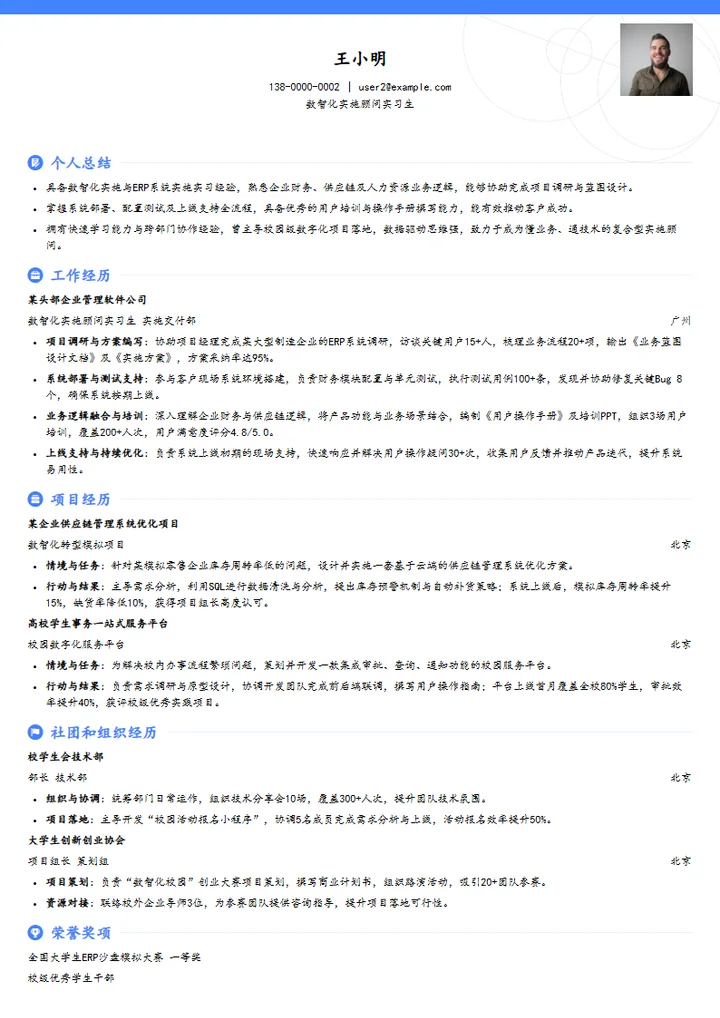 王小明
138-0000-0002 | user2@example.com
数智化实施顾问实习生
个人总结
• 具备数智化实施与ERP系统实施实习经验，熟悉企业财务、供应链及人力资源业务逻辑，能够协助完成项目调研与蓝图设计。
• 掌握系统部署、配置测试及上线支持全流程，具备优秀的用户培训与操作手册撰写能力，能有效推动客户成功。
• 拥有快速学习能力与跨部门协作经验，曾主导校园级数字化项目落地，数据驱动思维强，致力于成为懂业务、通技术的复合型实施顾
问。
工作经历
某头部企业管理软件公司
数智化实施顾问实习生 实施交付部 广州
• 项目调研与方案编写：协助项目经理完成某大型制造企业的ERP系统调研，访谈关键用户15+人，梳理业务流程20+项，输出《业务蓝图
设计文档》及《实施方案》，方案采纳率达95%。
• 系统部署与测试支持：参与客户现场系统环境搭建，负责财务模块配置与单元测试，执行测试用例100+条，发现并协助修复关键Bug 8
个，确保系统按期上线。
• 业务逻辑融合与培训：深入理解企业财务与供应链逻辑，将产品功能与业务场景结合，编制《用户操作手册》及培训PPT，组织3场用户
培训，覆盖200+人次，用户满意度评分4.8/5.0。
• 上线支持与持续优化：负责系统上线初期的现场支持，快速响应并解决用户操作疑问30+次，收集用户反馈并推动产品迭代，提升系统
易用性。
项目经历
某企业供应链管理系统优化项目
数智化转型模拟项目 北京
• 情境与任务：针对某模拟零售企业库存周转率低的问题，设计并实施一套基于云端的供应链管理系统优化方案。
• 行动与结果：主导需求分析，利用SQL进行数据清洗与分析，提出库存预警机制与自动补货策略；系统上线后，模拟库存周转率提升
15%，缺货率降低10%，获得项目组长高度认可。
高校学生事务一站式服务平台
校园数字化服务平台 北京
• 情境与任务：为解决校内办事流程繁琐问题，策划并开发一款集成审批、查询、通知功能的校园服务平台。
• 行动与结果：负责需求调研与原型设计，协调开发团队完成前后端联调，撰写用户操作指南；平台上线首月覆盖全校80%学生，审批效
率提升40%，获评校级优秀实践项目。
社团和组织经历
校学生会技术部
部长 技术部 北京
• 组织与协调：统筹部门日常运作，组织技术分享会10场，覆盖300+人次，提升团队技术氛围。
• 项目落地：主导开发“校园活动报名小程序”，协调5名成员完成需求分析与上线，活动报名效率提升50%。
大学生创新创业协会
项目组长 策划组 北京
• 项目策划：负责“数智化校园”创业大赛项目策划，撰写商业计划书，组织路演活动，吸引20+团队参赛。
• 资源对接：联络校外企业导师3位，为参赛团队提供咨询指导，提升项目落地可行性。
荣誉奖项
全国大学生ERP沙盘模拟大赛 一等奖
校级优秀学生干部